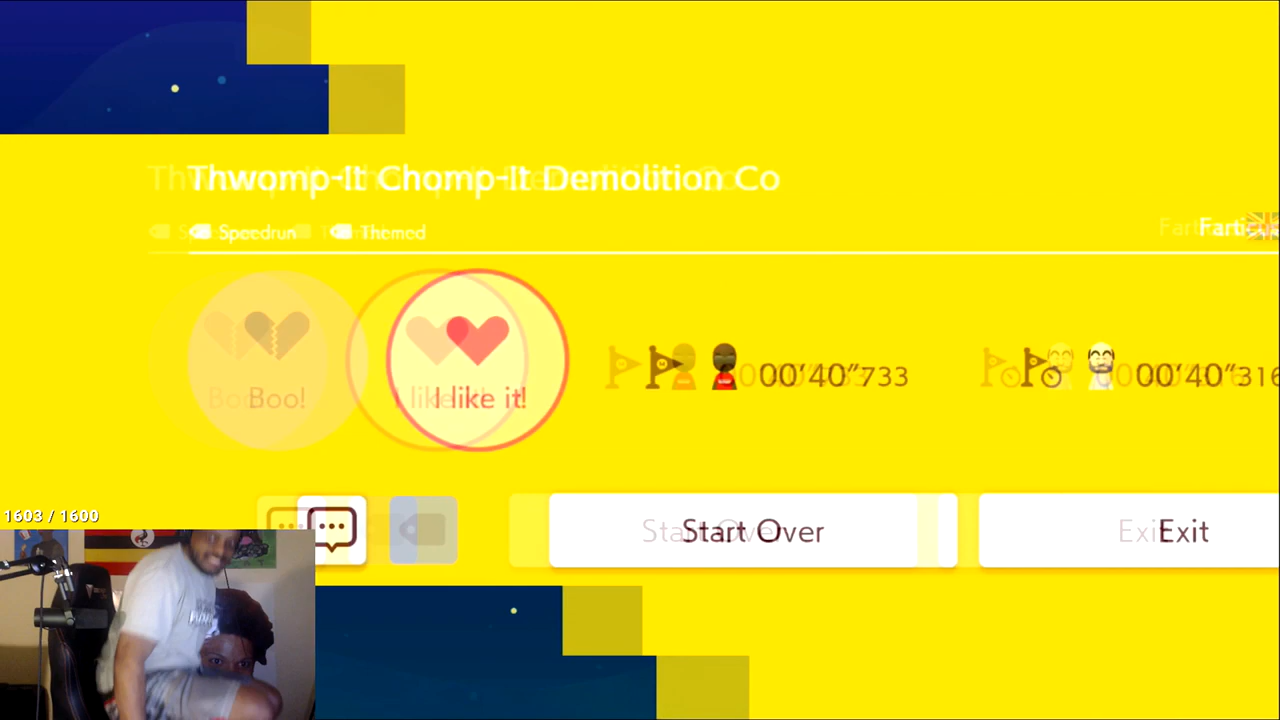 Thwomp-It Chomp-It Demolition Co
Speedrun Themed
Boo!
I like it!
00'40"733
00'40"316
1603 / 1600
Start Over
Exit